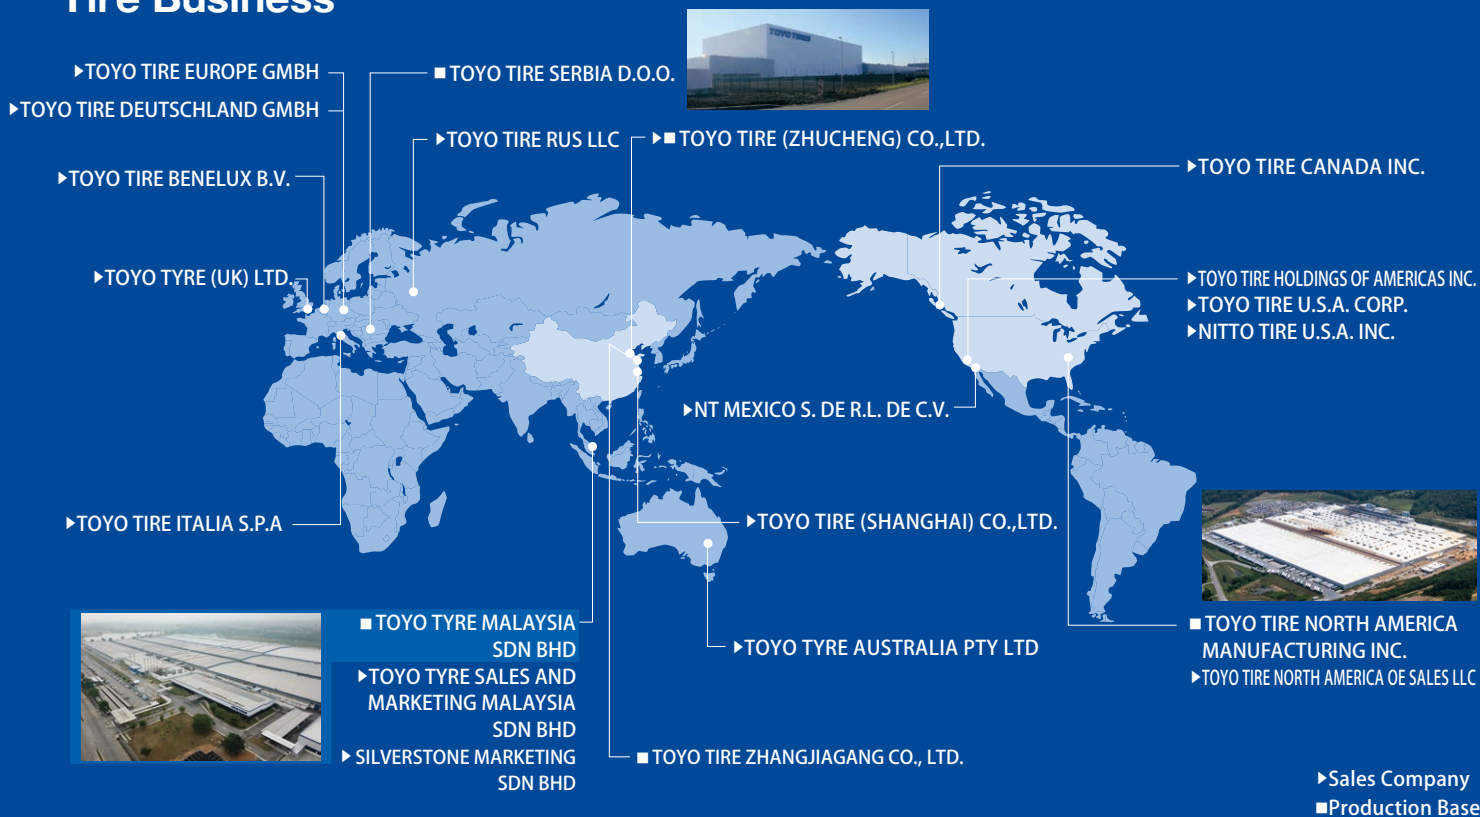 Tire Business
TOYO TIRES
▶TOYO TIRE EUROPE GMBH
■ TOYO TIRE SERBIA D.O.O.
▶TOYO TIRE DEUTSCHLAND GMBH
▶TOYO TIRE RUS LLC
▶■ TOYO TIRE (ZHUCHENG) CO.,LTD.
▶TOYO TIRE CANADA INC.
▶TOYO TIRE BENELUX B.V.
▶TOYO TYRE (UK) LTD.
▶TOYO TIRE HOLDINGS OF AMERICAS INC.
▶TOYO TIRE U.S.A. CORP.
▶NITTO TIRE U.S.A. INC.
▶NT MEXICO S. DE R.L. DE C.V.
▶TOYO TIRE ITALIA S.P.A
▶TOYO TIRE (SHANGHAI) CO.,LTD.
■ TOYO TYRE MALAYSIA
SDN BHD
▶TOYO TYRE SALES AND
MARKETING MALAYSIA
SDN BHD
▶ SILVERSTONE MARKETING
SDN BHD
▶TOYO TYRE AUSTRALIA PTY LTD
■ TOYO TIRE ZHANGJIAGANG CO., LTD.
■ TOYO TIRE NORTH AMERICA
MANUFACTURING INC.
▶TOYO TIRE NORTH AMERICA OE SALES LLC
▶Sales Company
■Production Base